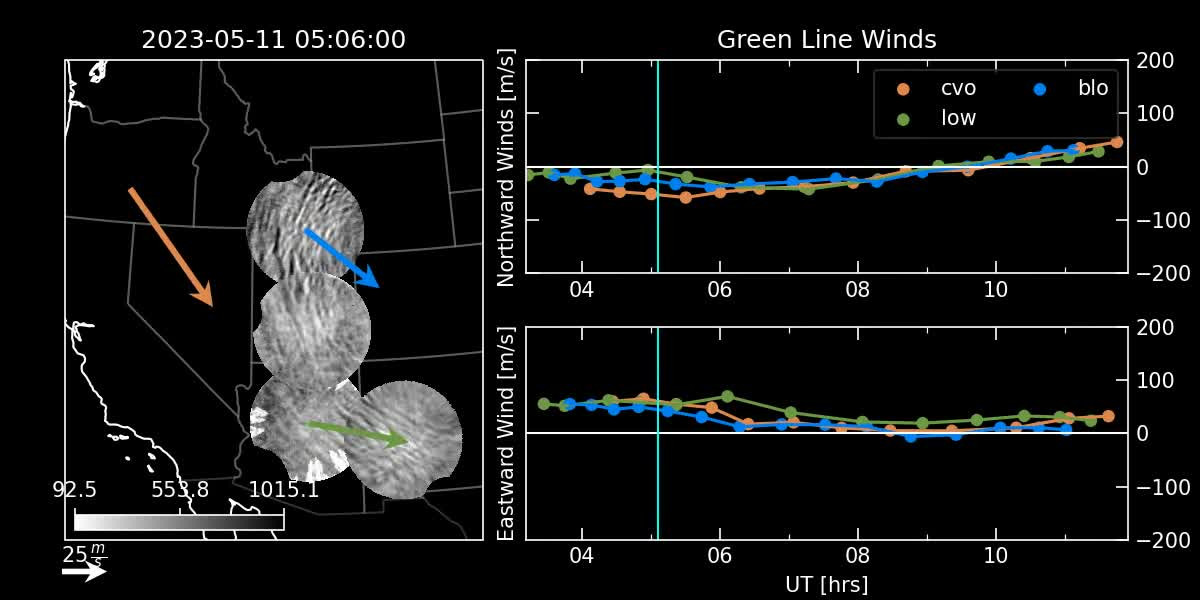 2023-05-11 05:06:00
92.5 553.8 1015.1
25 m/s
Green Line Winds
Northward Winds [m/s]
cvo blo
low
200
100
0
−100
−200
04 06 08 10
Eastward Wind [m/s]
200
100
0
−100
−200
04 06 08 10
UT [hrs]